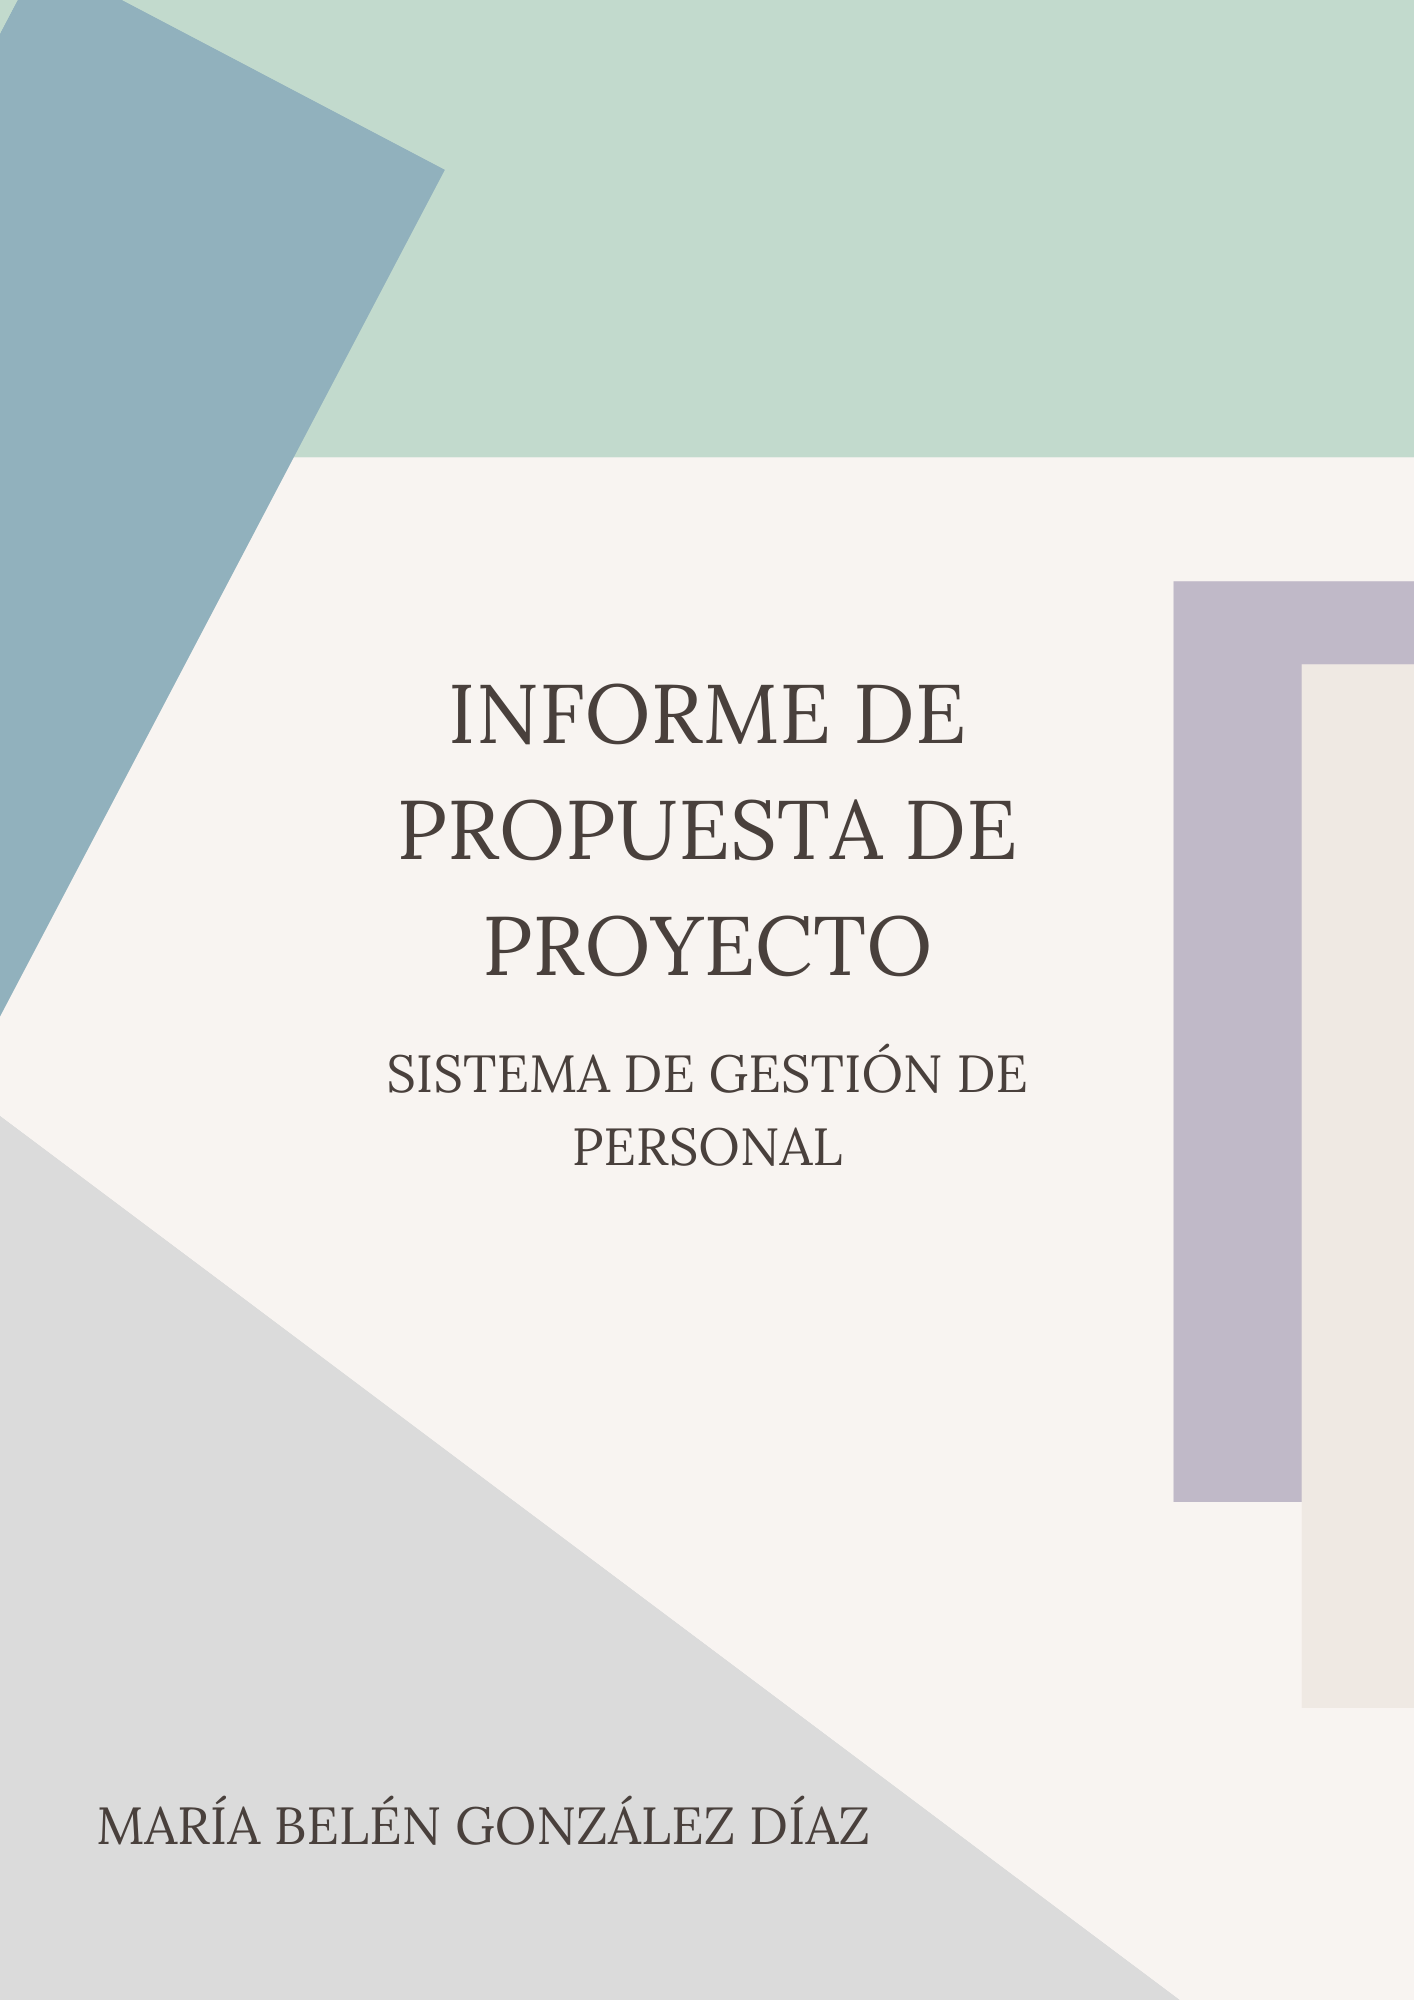 INFORME DE
PROPUESTA DE
PROYECTO
SISTEMA DE GESTIÓN DE
PERSONAL
MARÍA BELÉN GONZÁLEZ DÍAZ